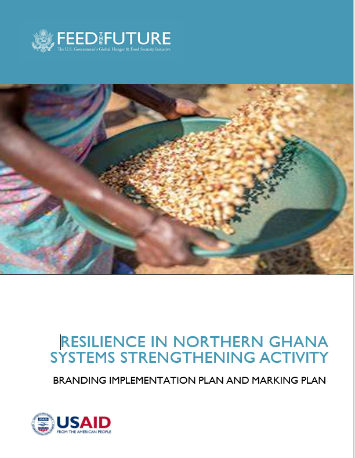 FEED THE FUTURE
The U.S. Government's Global Hunger & Food Security Initiative
RESILIENCE IN NORTHERN GHANA
SYSTEMS STRENGTHENING ACTIVITY
BRANDING IMPLEMENTATION PLAN AND MARKING PLAN
USAID
FROM THE AMERICAN PEOPLE